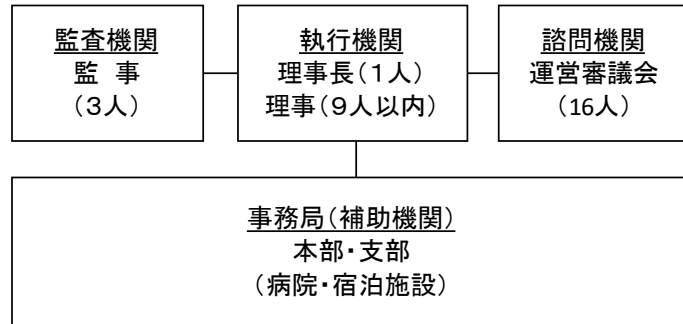 監査機関
監　事
（３人）
執行機関
理事長（１人）
理事（９人以内）
諮問機関
運営審議会
（16人）
事務局（補助機関）
本部・支部
（病院・宿泊施設）